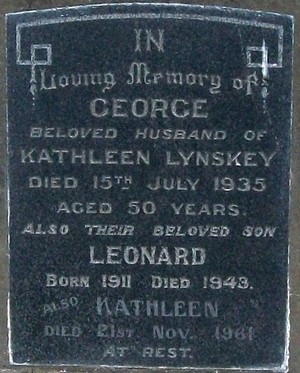 IN
Loving Memory of
GEORGE
BELOVED HUSBAND OF
KATHLEEN LYNSKEY
DIED 15TH JULY 1935
AGED 50 YEARS.
ALSO THEIR BELOVED SON
LEONARD
BORN 1911 DIED 1943.
ALSO KATHLEEN
DIED 21ST. NOV. 1961
AT REST.